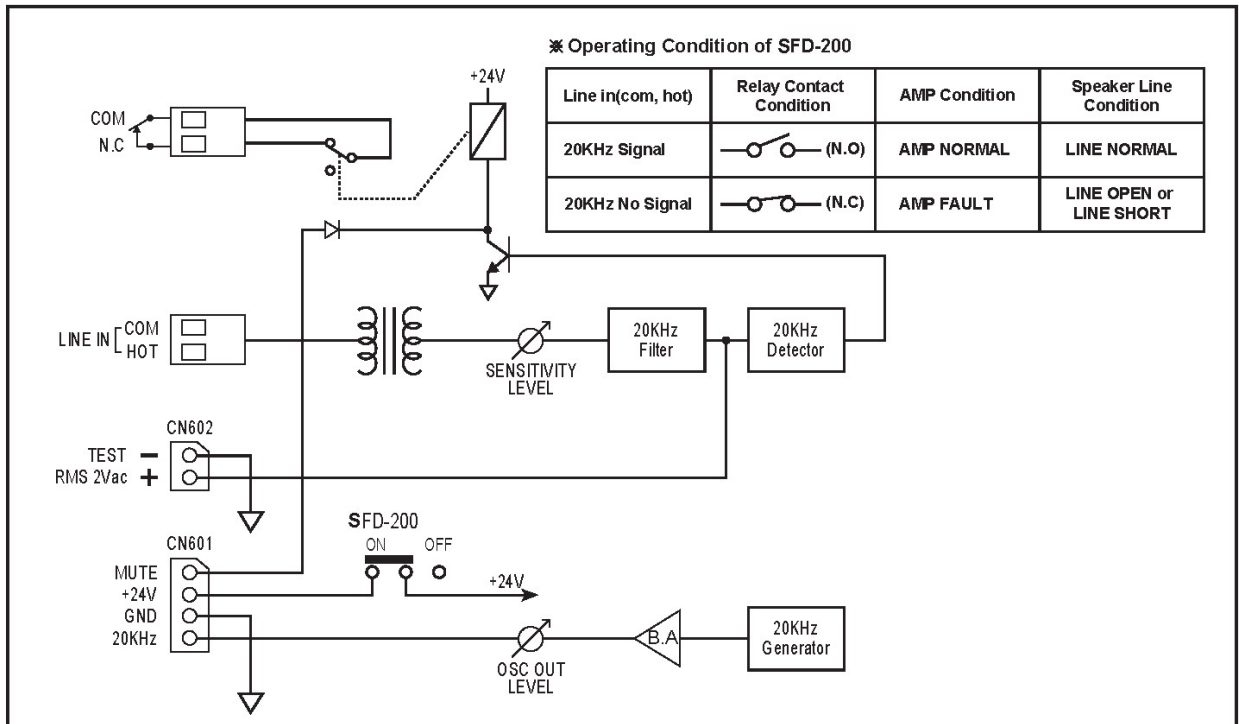 ※ Operating Condition of SFD-200
Line in(com, hot)
Relay Contact
Condition
AMP Condition
Speaker Line
Condition
20KHz Signal
(N.O)
AMP NORMAL
LINE NORMAL
20KHz No Signal
(N.C)
AMP FAULT
LINE OPEN or
LINE SHORT
+24V
COM
N.C
LINE IN
COM
HOT
SENSITIVITY
LEVEL
20KHz
Filter
20KHz
Detector
CN602
TEST −
RMS 2Vac +
SFD-200
ON OFF
CN601
MUTE
+24V
GND
20KHz
+24V
OSC OUT
LEVEL
B.A
20KHz
Generator